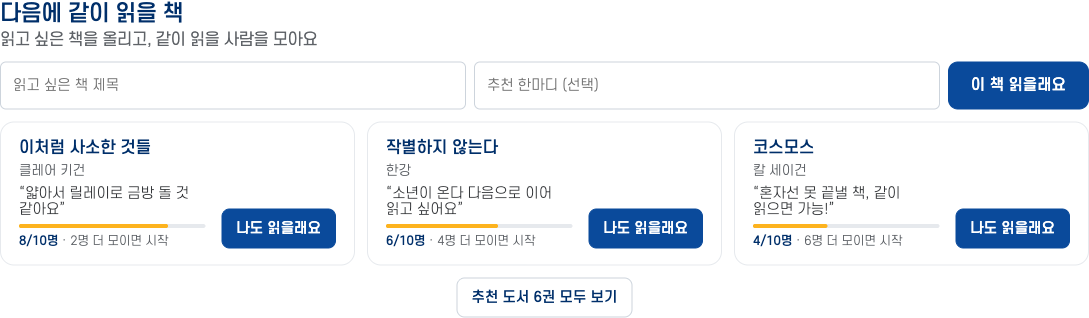 다음에 같이 읽을 책
읽고 싶은 책을 올리고, 같이 읽을 사람을 모아요
읽고 싶은 책 제목
추천 한마디 (선택)
이 책 읽을래요
이처럼 사소한 것들
클레어 키건
“얇아서 릴레이로 금방 돌 것
같아요”
8/10명 · 2명 더 모이면 시작
나도 읽을래요
작별하지 않는다
한강
“소년이 온다 다음으로 이어
읽고 싶어요”
6/10명 · 4명 더 모이면 시작
나도 읽을래요
코스모스
칼 세이건
“혼자선 못 끝낼 책, 같이
읽으면 가능!”
4/10명 · 6명 더 모이면 시작
나도 읽을래요
추천 도서 6권 모두 보기